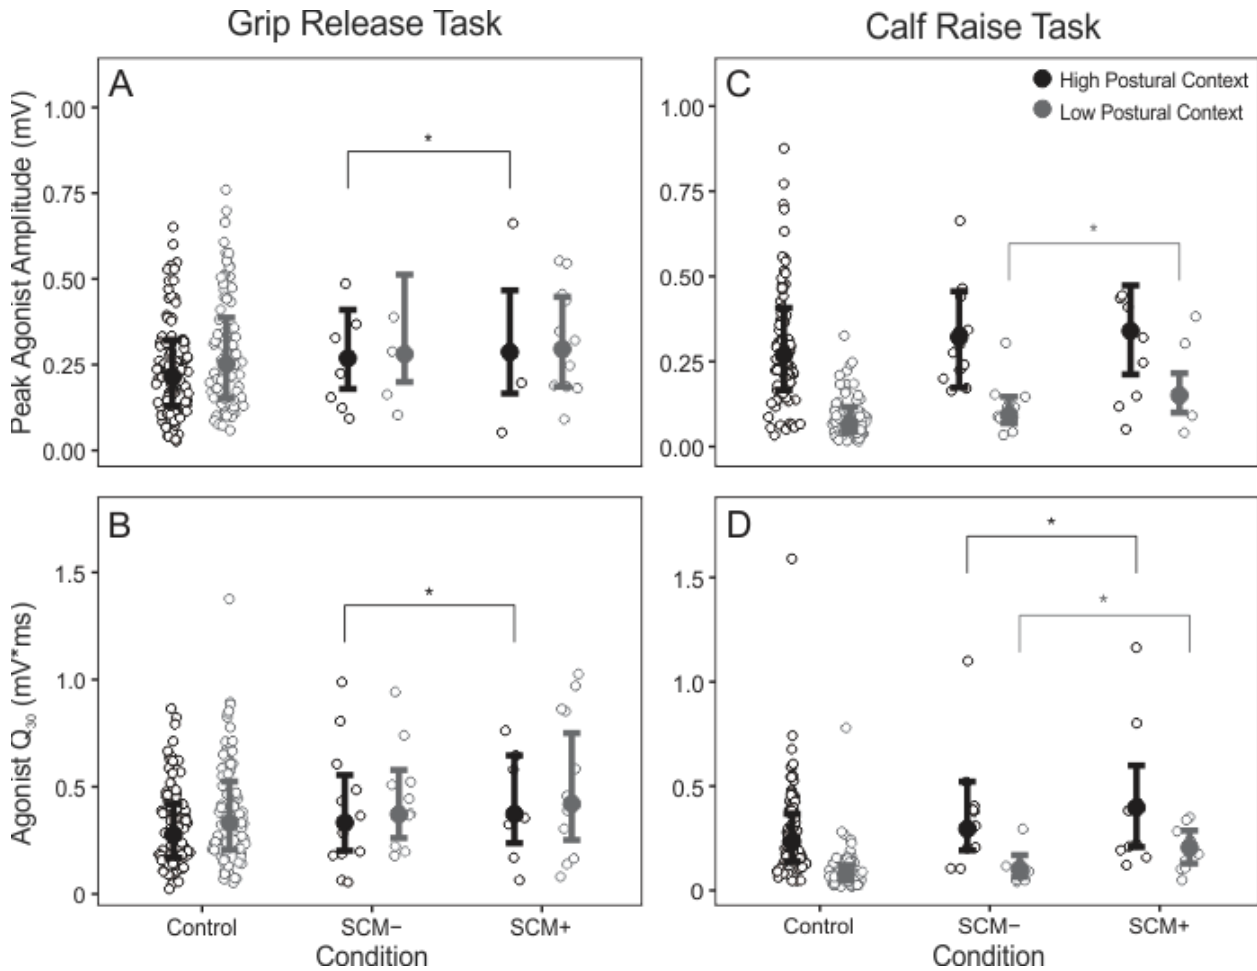 Grip Release Task
Calf Raise Task
A
Peak Agonist Amplitude (mV)
1.00
0.75
0.50
0.25
0.00
*
C
High Postural Context
Low Postural Context
1.00
0.75
0.50
0.25
0.00
*
B
Agonist Q30 (mV*ms)
1.5
1.0
0.5
0
*
Control
SCM−
SCM+
Condition
D
1.5
1.0
0.5
0
*
*
Control
SCM−
SCM+
Condition